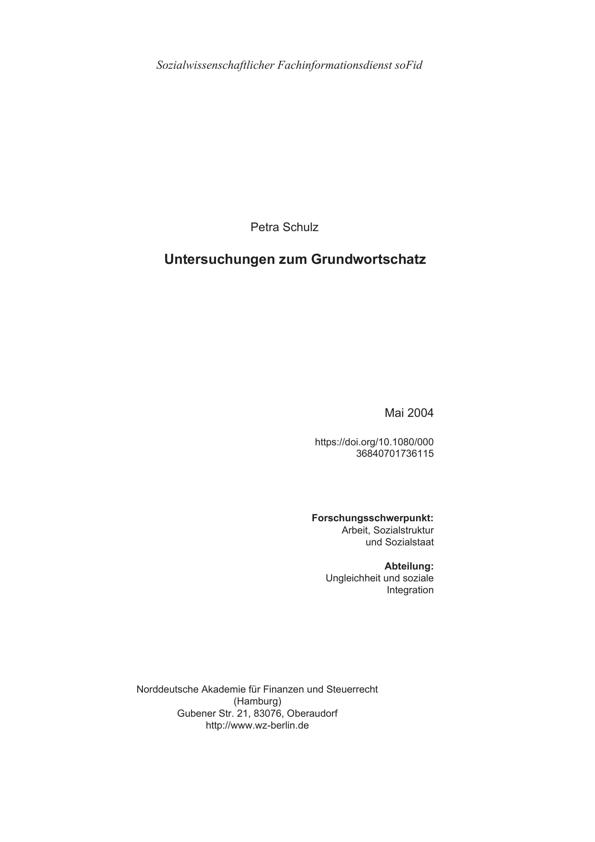 Sozialwissenschaftlicher Fachinformationsdienst soFid
Petra Schulz
Untersuchungen zum Grundwortschatz
Mai 2004
https://doi.org/10.1080/000
36840701736115
Forschungsschwerpunkt:
Arbeit, Sozialstruktur
und Sozialstaat
Abteilung:
Ungleichheit und soziale
Integration
Norddeutsche Akademie für Finanzen und Steuerrecht
(Hamburg)
Gubener Str. 21, 83076, Oberaudorf
http://www.wz-berlin.de